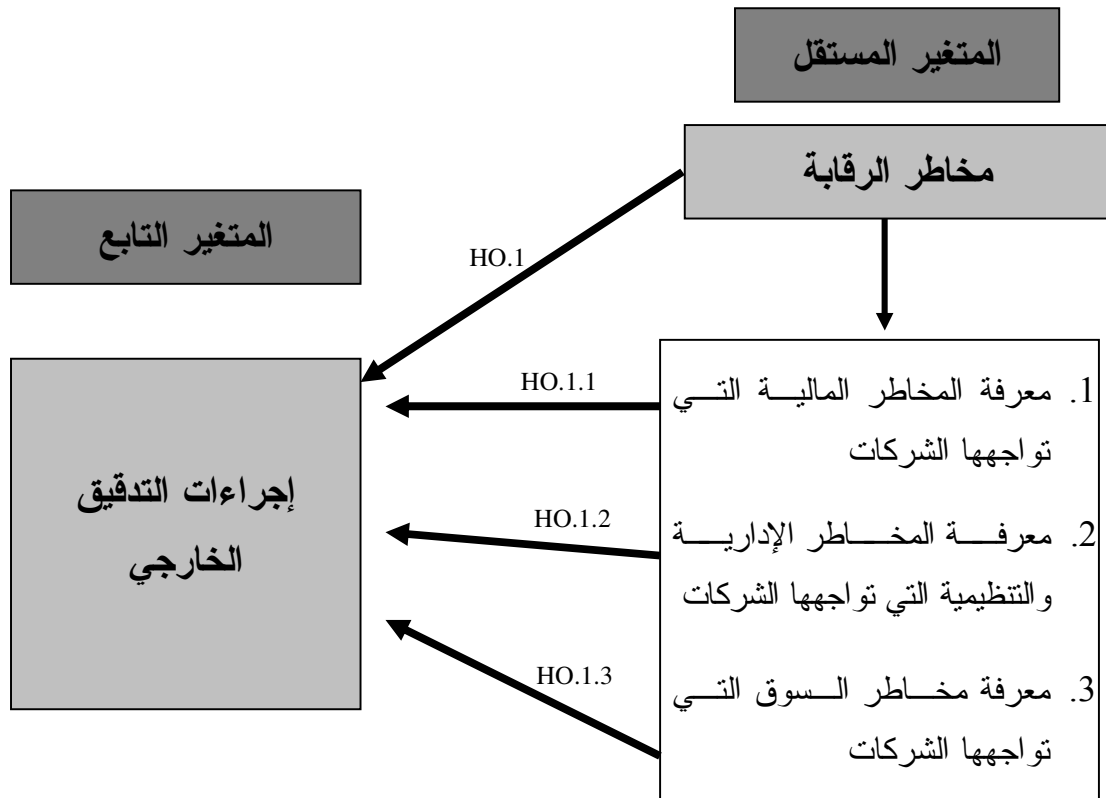 المتغير المستقل
مخاطر الرقابة
المتغير التابع
HO.1
إجراءات التدقيق
الخارجي
HO.1.1
HO.1.2
HO.1.3
1. معرفة المخاطر المالية التي
تواجهها الشركات
2. معرفة المخاطر الإدارية
والتنظيمية التي تواجهها الشركات
3. معرفة مخاطر السوق التي
تواجهها الشركات